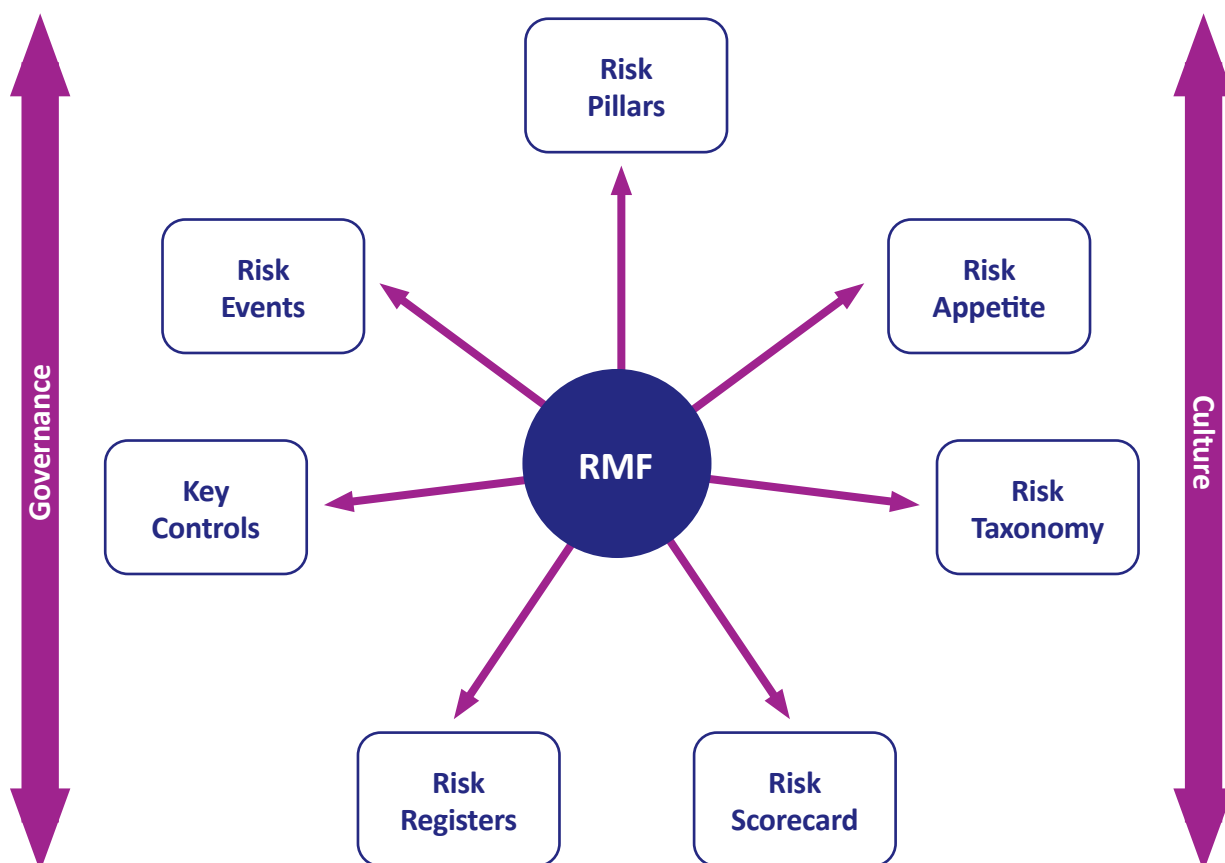 Risk
Pillars
Risk
Events
Risk
Appetite
Governance
RMF
Culture
Key
Controls
Risk
Taxonomy
Risk
Registers
Risk
Scorecard